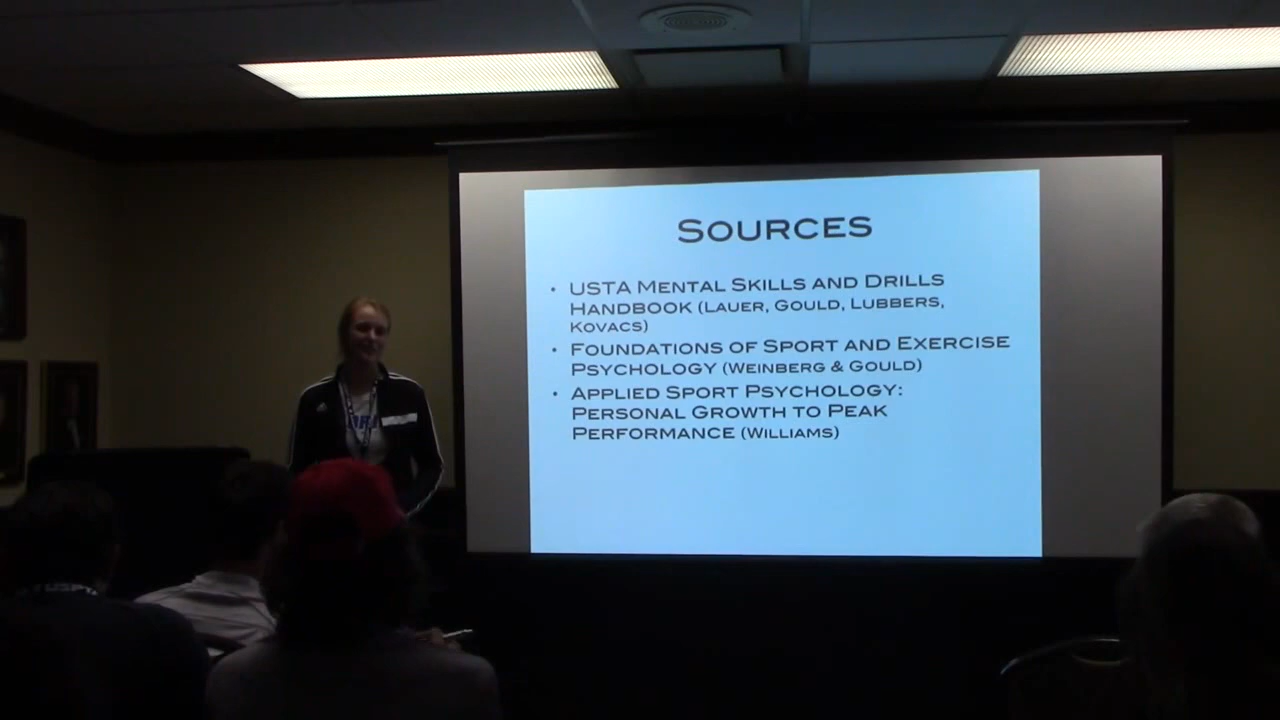 SOURCES
• USTA MENTAL SKILLS AND DRILLS
HANDBOOK (LAUER, GOULD, LUBBERS,
KOVACS)
• FOUNDATIONS OF SPORT AND EXERCISE
PSYCHOLOGY (WEINBERG & GOULD)
• APPLIED SPORT PSYCHOLOGY:
PERSONAL GROWTH TO PEAK
PERFORMANCE (WILLIAMS)